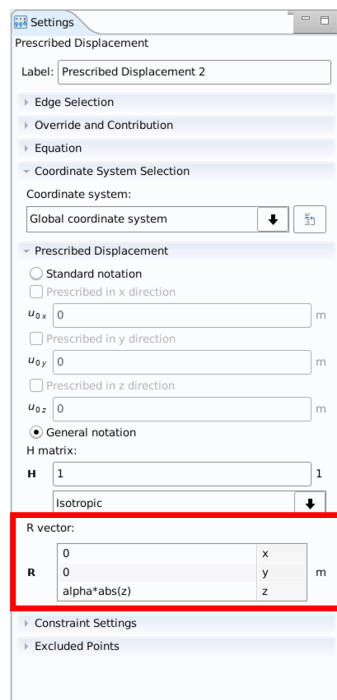 Settings
Prescribed Displacement
Label: Prescribed Displacement 2
Edge Selection
Override and Contribution
Equation
Coordinate System Selection
Coordinate system:
Global coordinate system
Prescribed Displacement
Standard notation
Prescribed in x direction
u0x 0 m
Prescribed in y direction
u0y 0 m
Prescribed in z direction
u0z 0 m
General notation
H matrix:
H 1 1
Isotropic
R vector:
0 x
R 0 y m
alpha*abs(z) z
Constraint Settings
Excluded Points